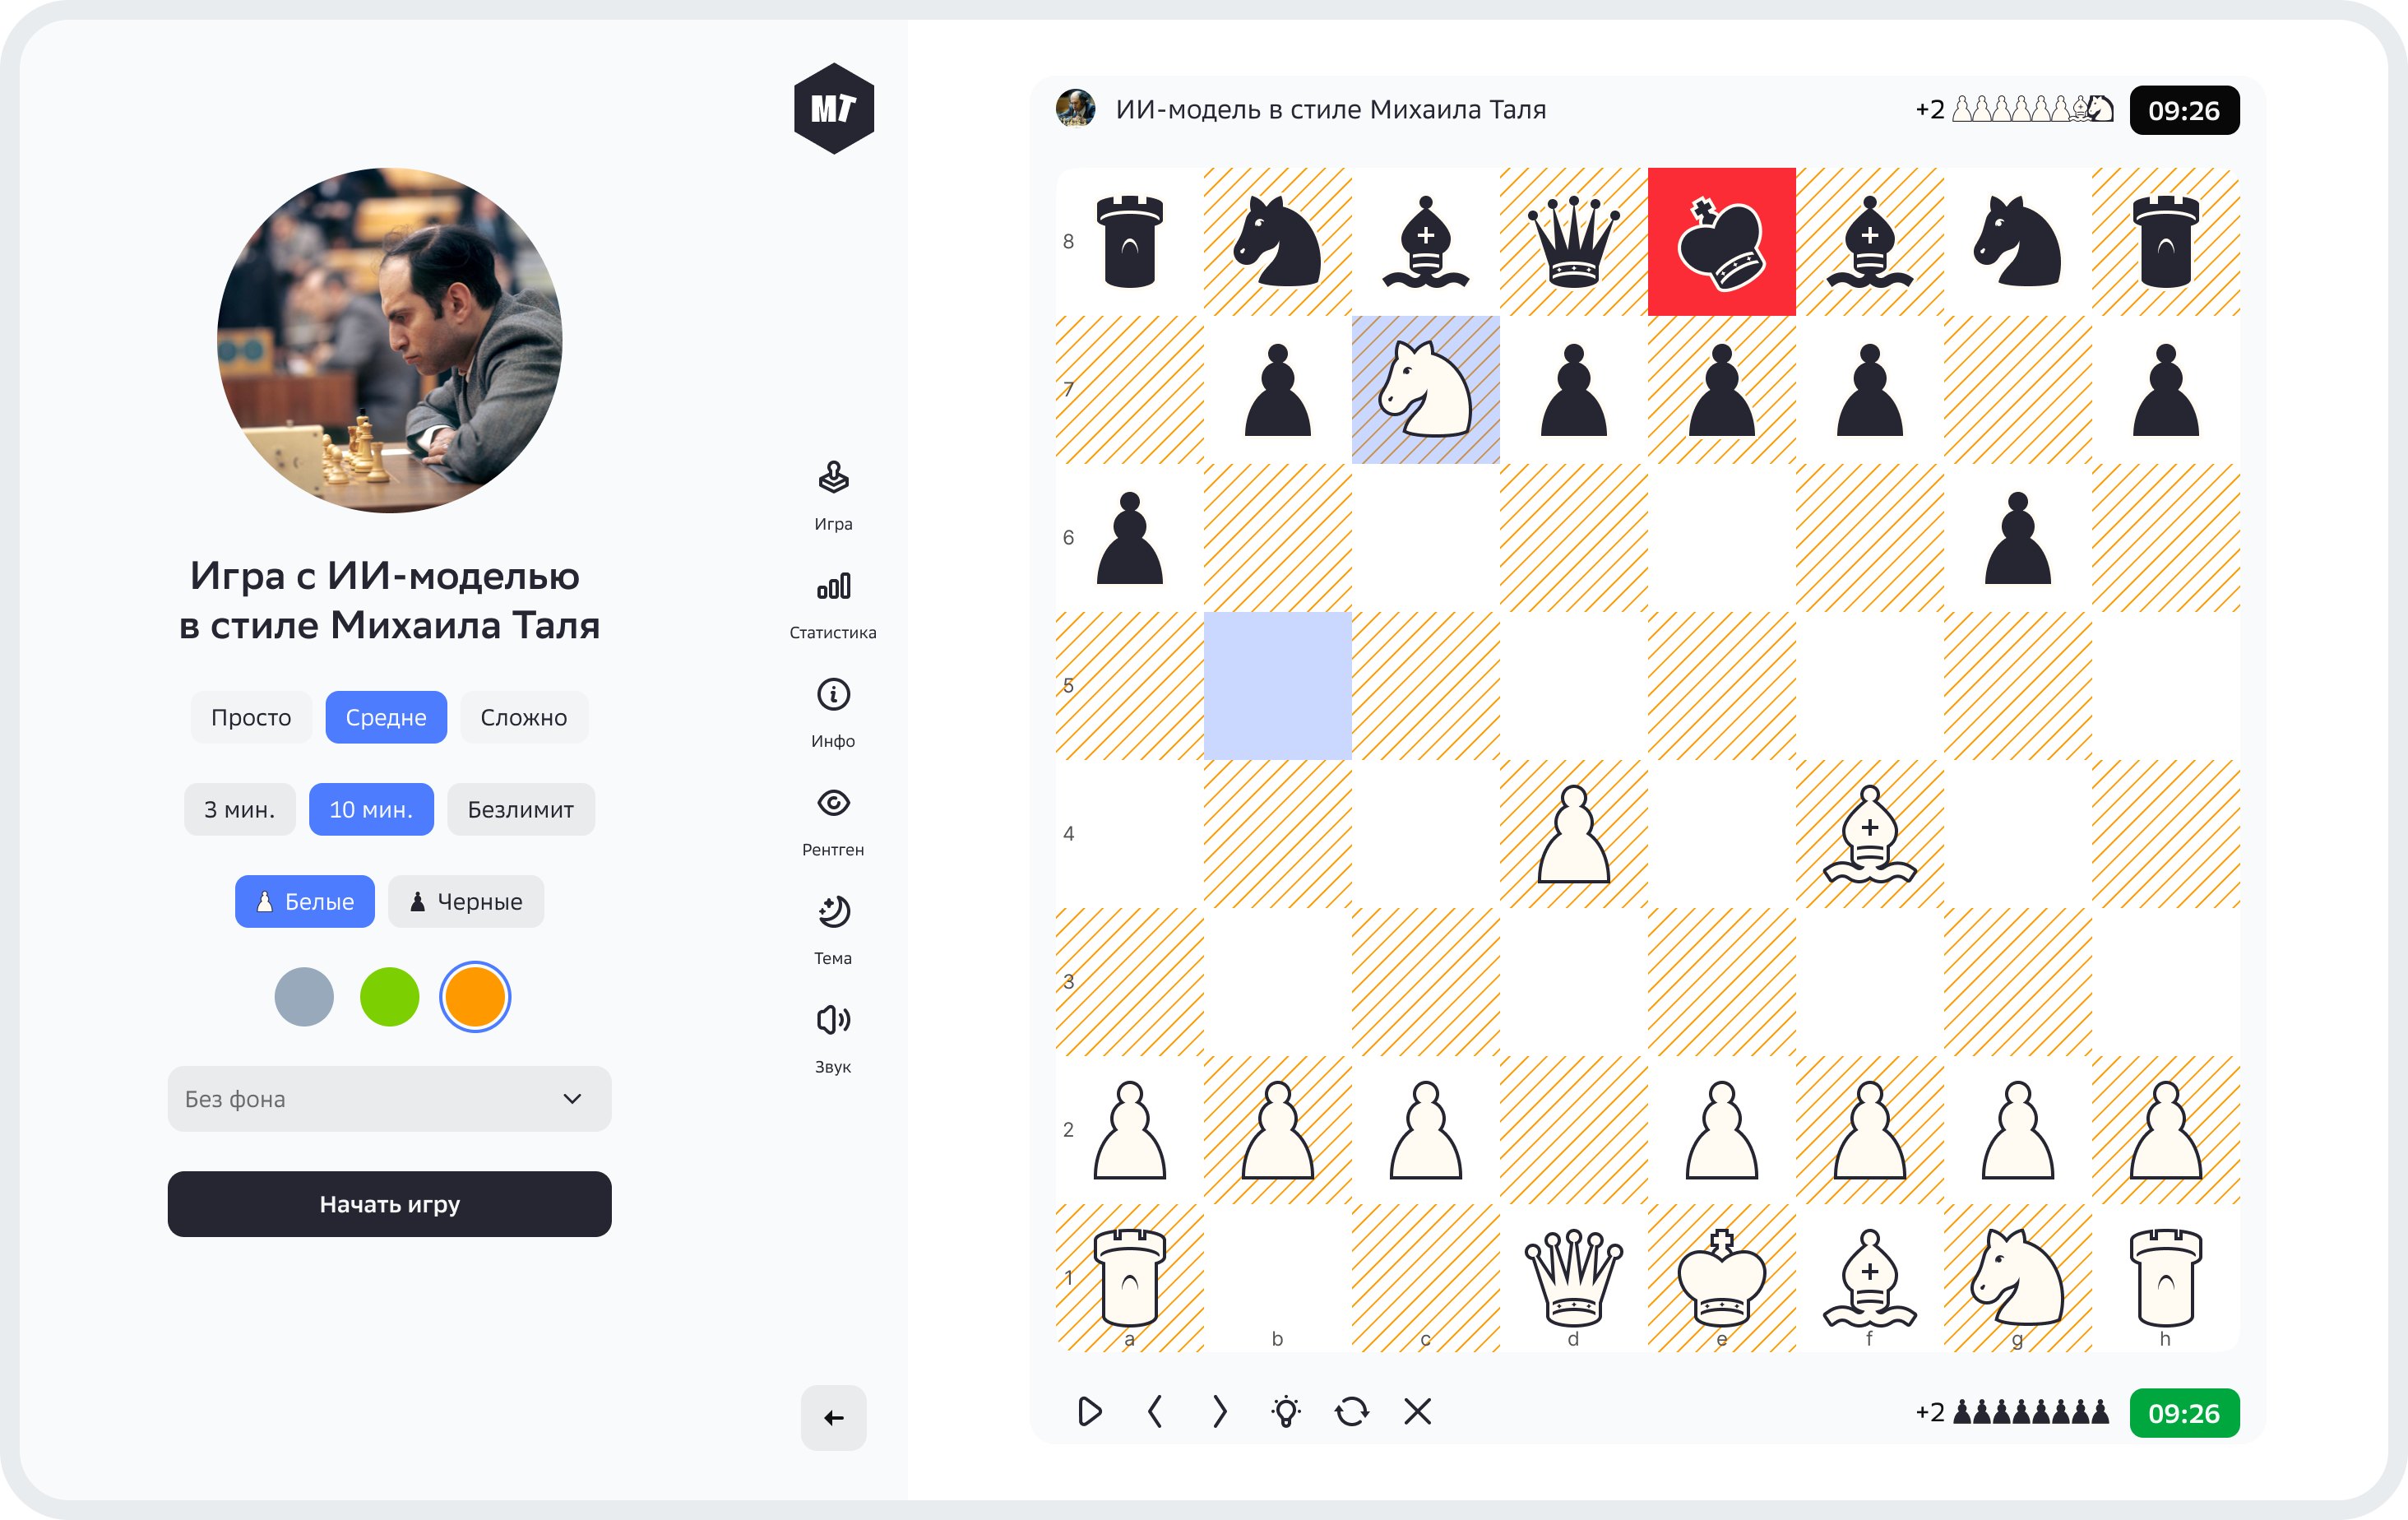 МТ
Игра с ИИ-моделью
в стиле Михаила Таля
Просто
Средне
Сложно
3 мин.
10 мин.
Безлимит
Белые
Черные
Без фона
Начать игру
Игра
Статистика
Инфо
Рентген
Тема
Звук
ИИ-модель в стиле Михаила Таля
+2
09:26
8
7
6
5
4
3
2
1
a b c d e f g h
+2
09:26